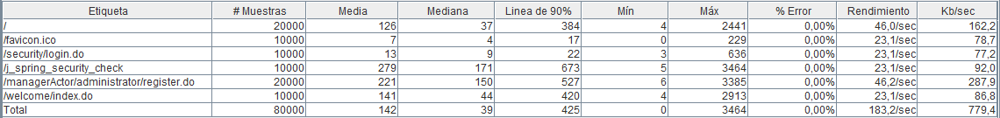 Etiqueta # Muestras Media Mediana Linea de 90% Mín Máx % Error Rendimiento Kb/sec
/ 20000 126 37 384 4 2441 0,00% 46,0/sec 162,2
/favicon.ico 10000 7 4 17 0 229 0,00% 23,1/sec 78,7
/security/login.do 10000 13 9 22 3 636 0,00% 23,1/sec 77,2
/j_spring_security_check 10000 279 171 673 5 3464 0,00% 23,1/sec 92,0
/managerActor/administrator/register.do 20000 221 150 527 6 3385 0,00% 46,2/sec 287,9
/welcome/index.do 10000 141 44 420 4 2913 0,00% 23,1/sec 86,8
Total 80000 142 39 425 0 3464 0,00% 183,2/sec 779,4